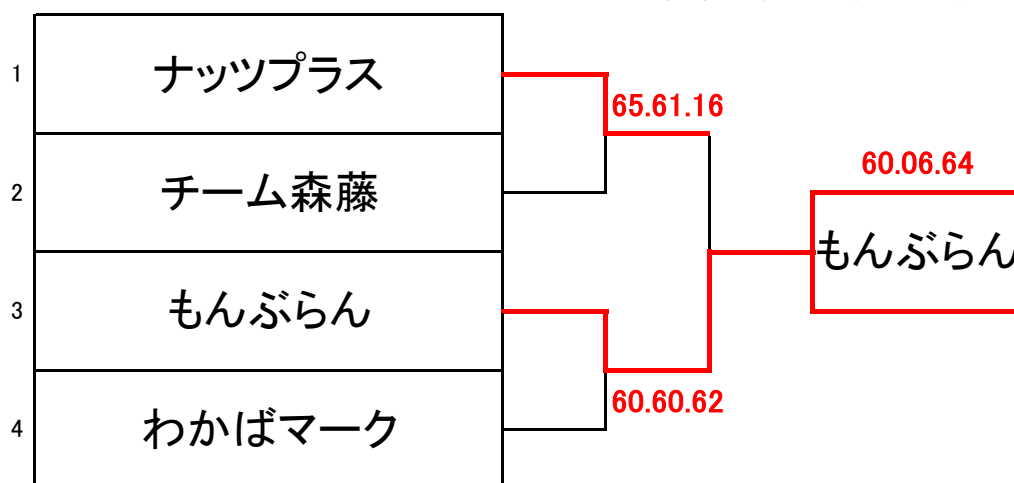 1 ナッツプラス
65.61.16
2 チーム森藤
60.06.64
もんぶらん
3 もんぶらん
60.60.62
4 わかばマーク